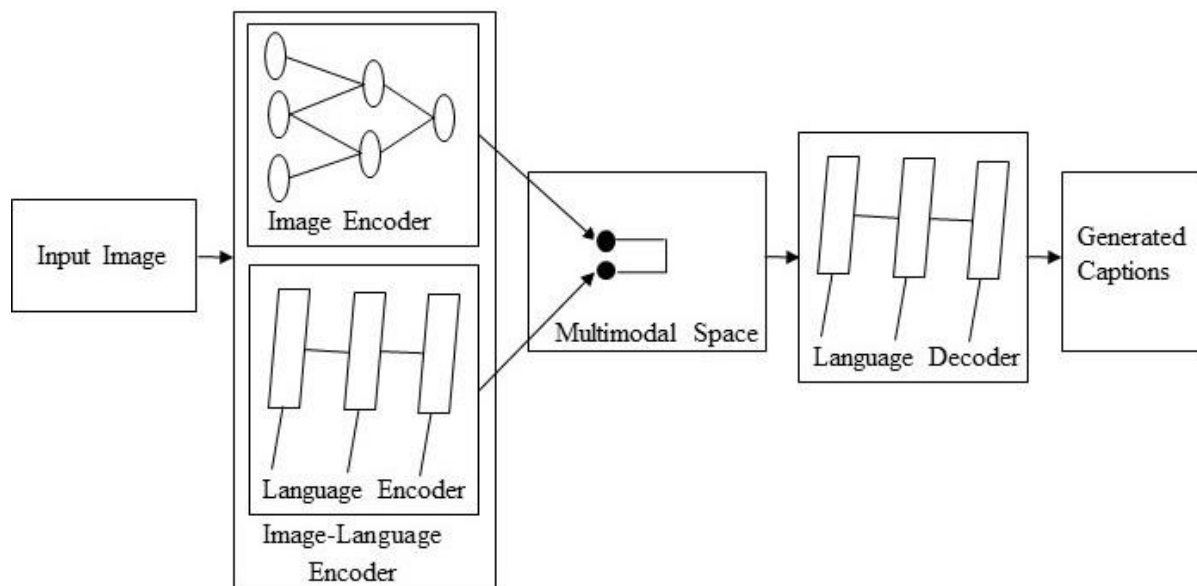 Input Image
Image Encoder
Language Encoder
Image-Language
Encoder
Multimodal Space
Language Decoder
Generated
Captions